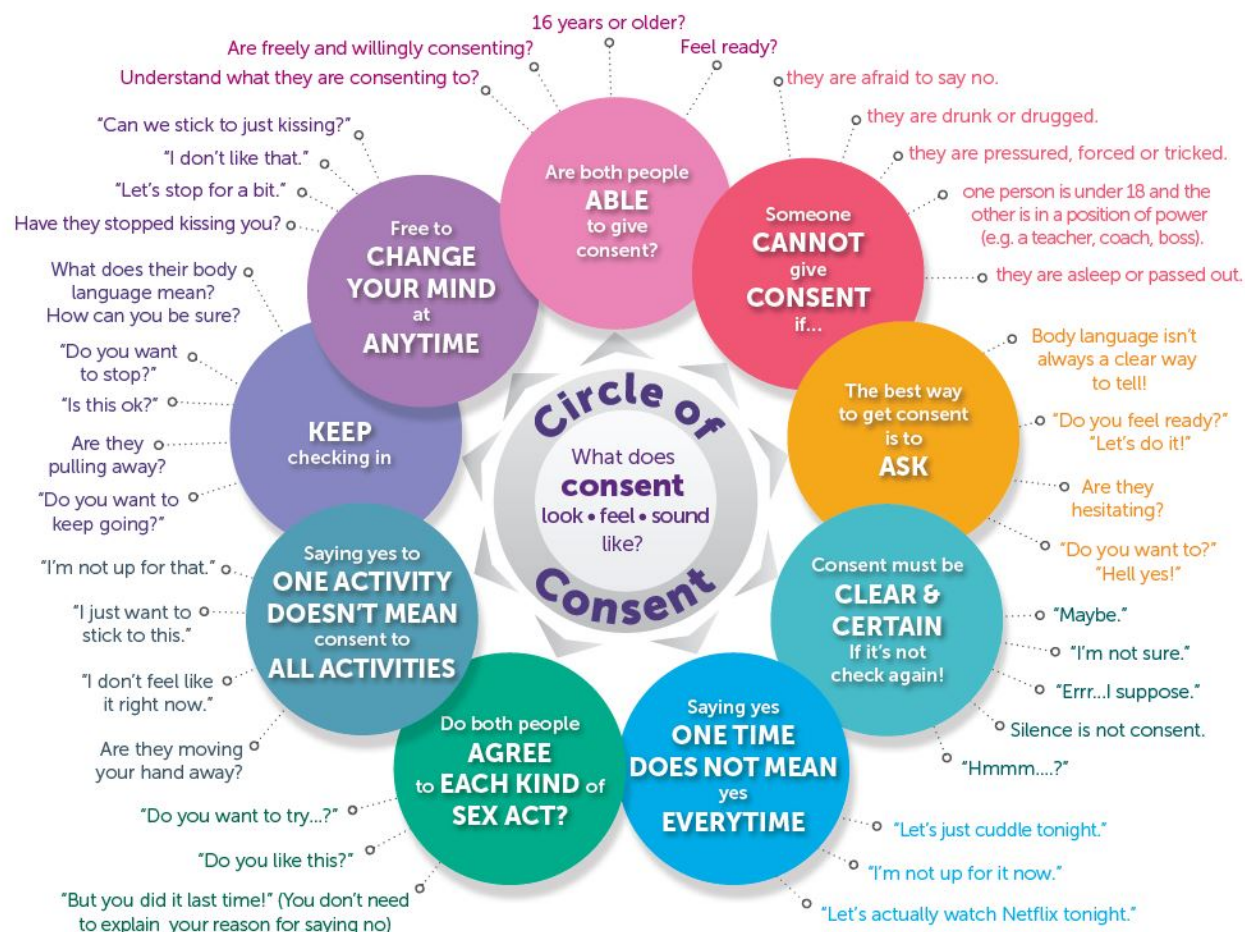 16 years or older?
Are freely and willingly consenting?
Feel ready?
Understand what they are consenting to?
Are both people
ABLE
to give
consent?
they are afraid to say no.
they are drunk or drugged.
they are pressured, forced or tricked.
one person is under 18 and the
other is in a position of power
(e.g. a teacher, coach, boss).
they are asleep or passed out.
Someone
CANNOT
give
CONSENT
if...
Body language isn't
always a clear way
to tell!
"Do you feel ready?"
"Let's do it!"
Are they
hesitating?
"Do you want to?"
"Hell yes!"
The best way
to get consent
is to
ASK
Consent must be
CLEAR &
CERTAIN
If it's not
check again!
"Maybe."
"I'm not sure."
"Errr...I suppose."
Silence is not consent.
"Hmmm....?"
Saying yes
ONE TIME
DOES NOT MEAN
yes
EVERYTIME
"Let's just cuddle tonight."
"I'm not up for it now."
"Let's actually watch Netflix tonight."
Do both people
AGREE
to EACH KIND of
SEX ACT?
"Do you want to try...?"
"Do you like this?"
"But you did it last time!" (You don't need
to explain your reason for saying no)
Saying yes to
ONE ACTIVITY
DOESN'T MEAN
consent to
ALL ACTIVITIES
"I'm not up for that."
"I just want to
stick to this."
"I don't feel like
it right now."
Are they moving
your hand away?
KEEP
checking in
What does their body
language mean?
How can you be sure?
"Do you want
to stop?"
"Is this ok?"
Are they
pulling away?
"Do you want to
keep going?"
Free to
CHANGE
YOUR MIND
at
ANYTIME
"Can we stick to just kissing?"
"I don't like that."
"Let's stop for a bit."
Have they stopped kissing you?
Circle of
What does
consent
look • feel • sound
like?
Consent